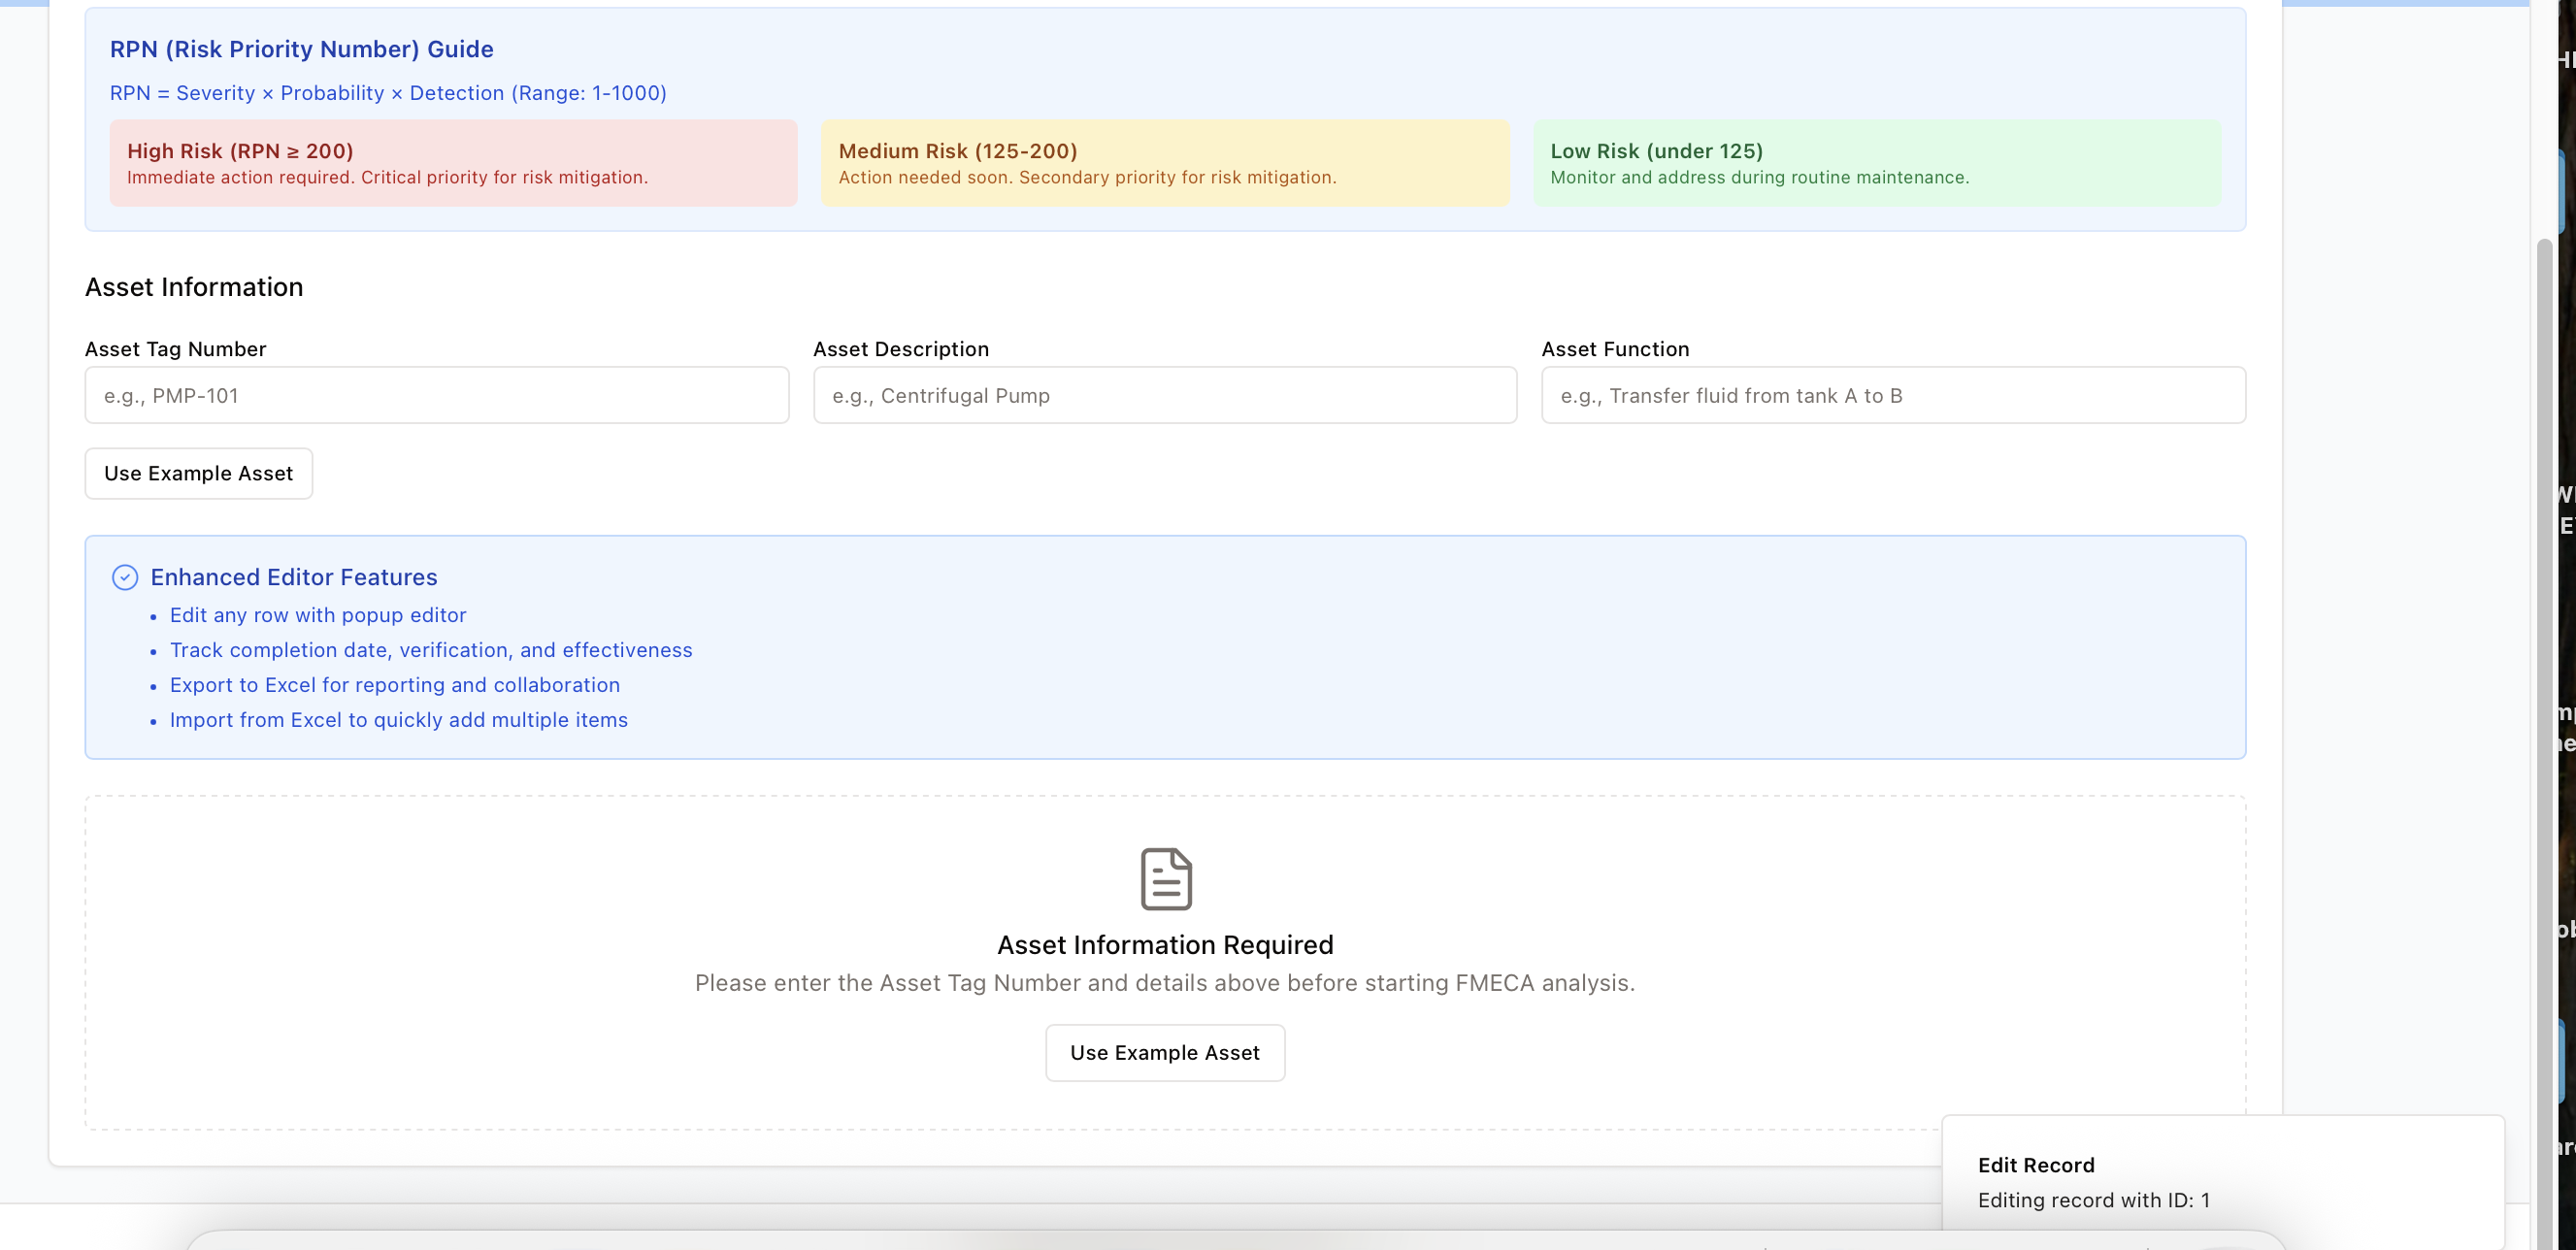 RPN (Risk Priority Number) Guide
RPN = Severity × Probability × Detection (Range: 1-1000)
High Risk (RPN ≥ 200)
Immediate action required. Critical priority for risk mitigation.
Medium Risk (125-200)
Action needed soon. Secondary priority for risk mitigation.
Low Risk (under 125)
Monitor and address during routine maintenance.
Asset Information
Asset Tag Number
e.g., PMP-101
Asset Description
e.g., Centrifugal Pump
Asset Function
e.g., Transfer fluid from tank A to B
Use Example Asset
Enhanced Editor Features
• Edit any row with popup editor
• Track completion date, verification, and effectiveness
• Export to Excel for reporting and collaboration
• Import from Excel to quickly add multiple items
Asset Information Required
Please enter the Asset Tag Number and details above before starting FMECA analysis.
Use Example Asset
Edit Record
Editing record with ID: 1